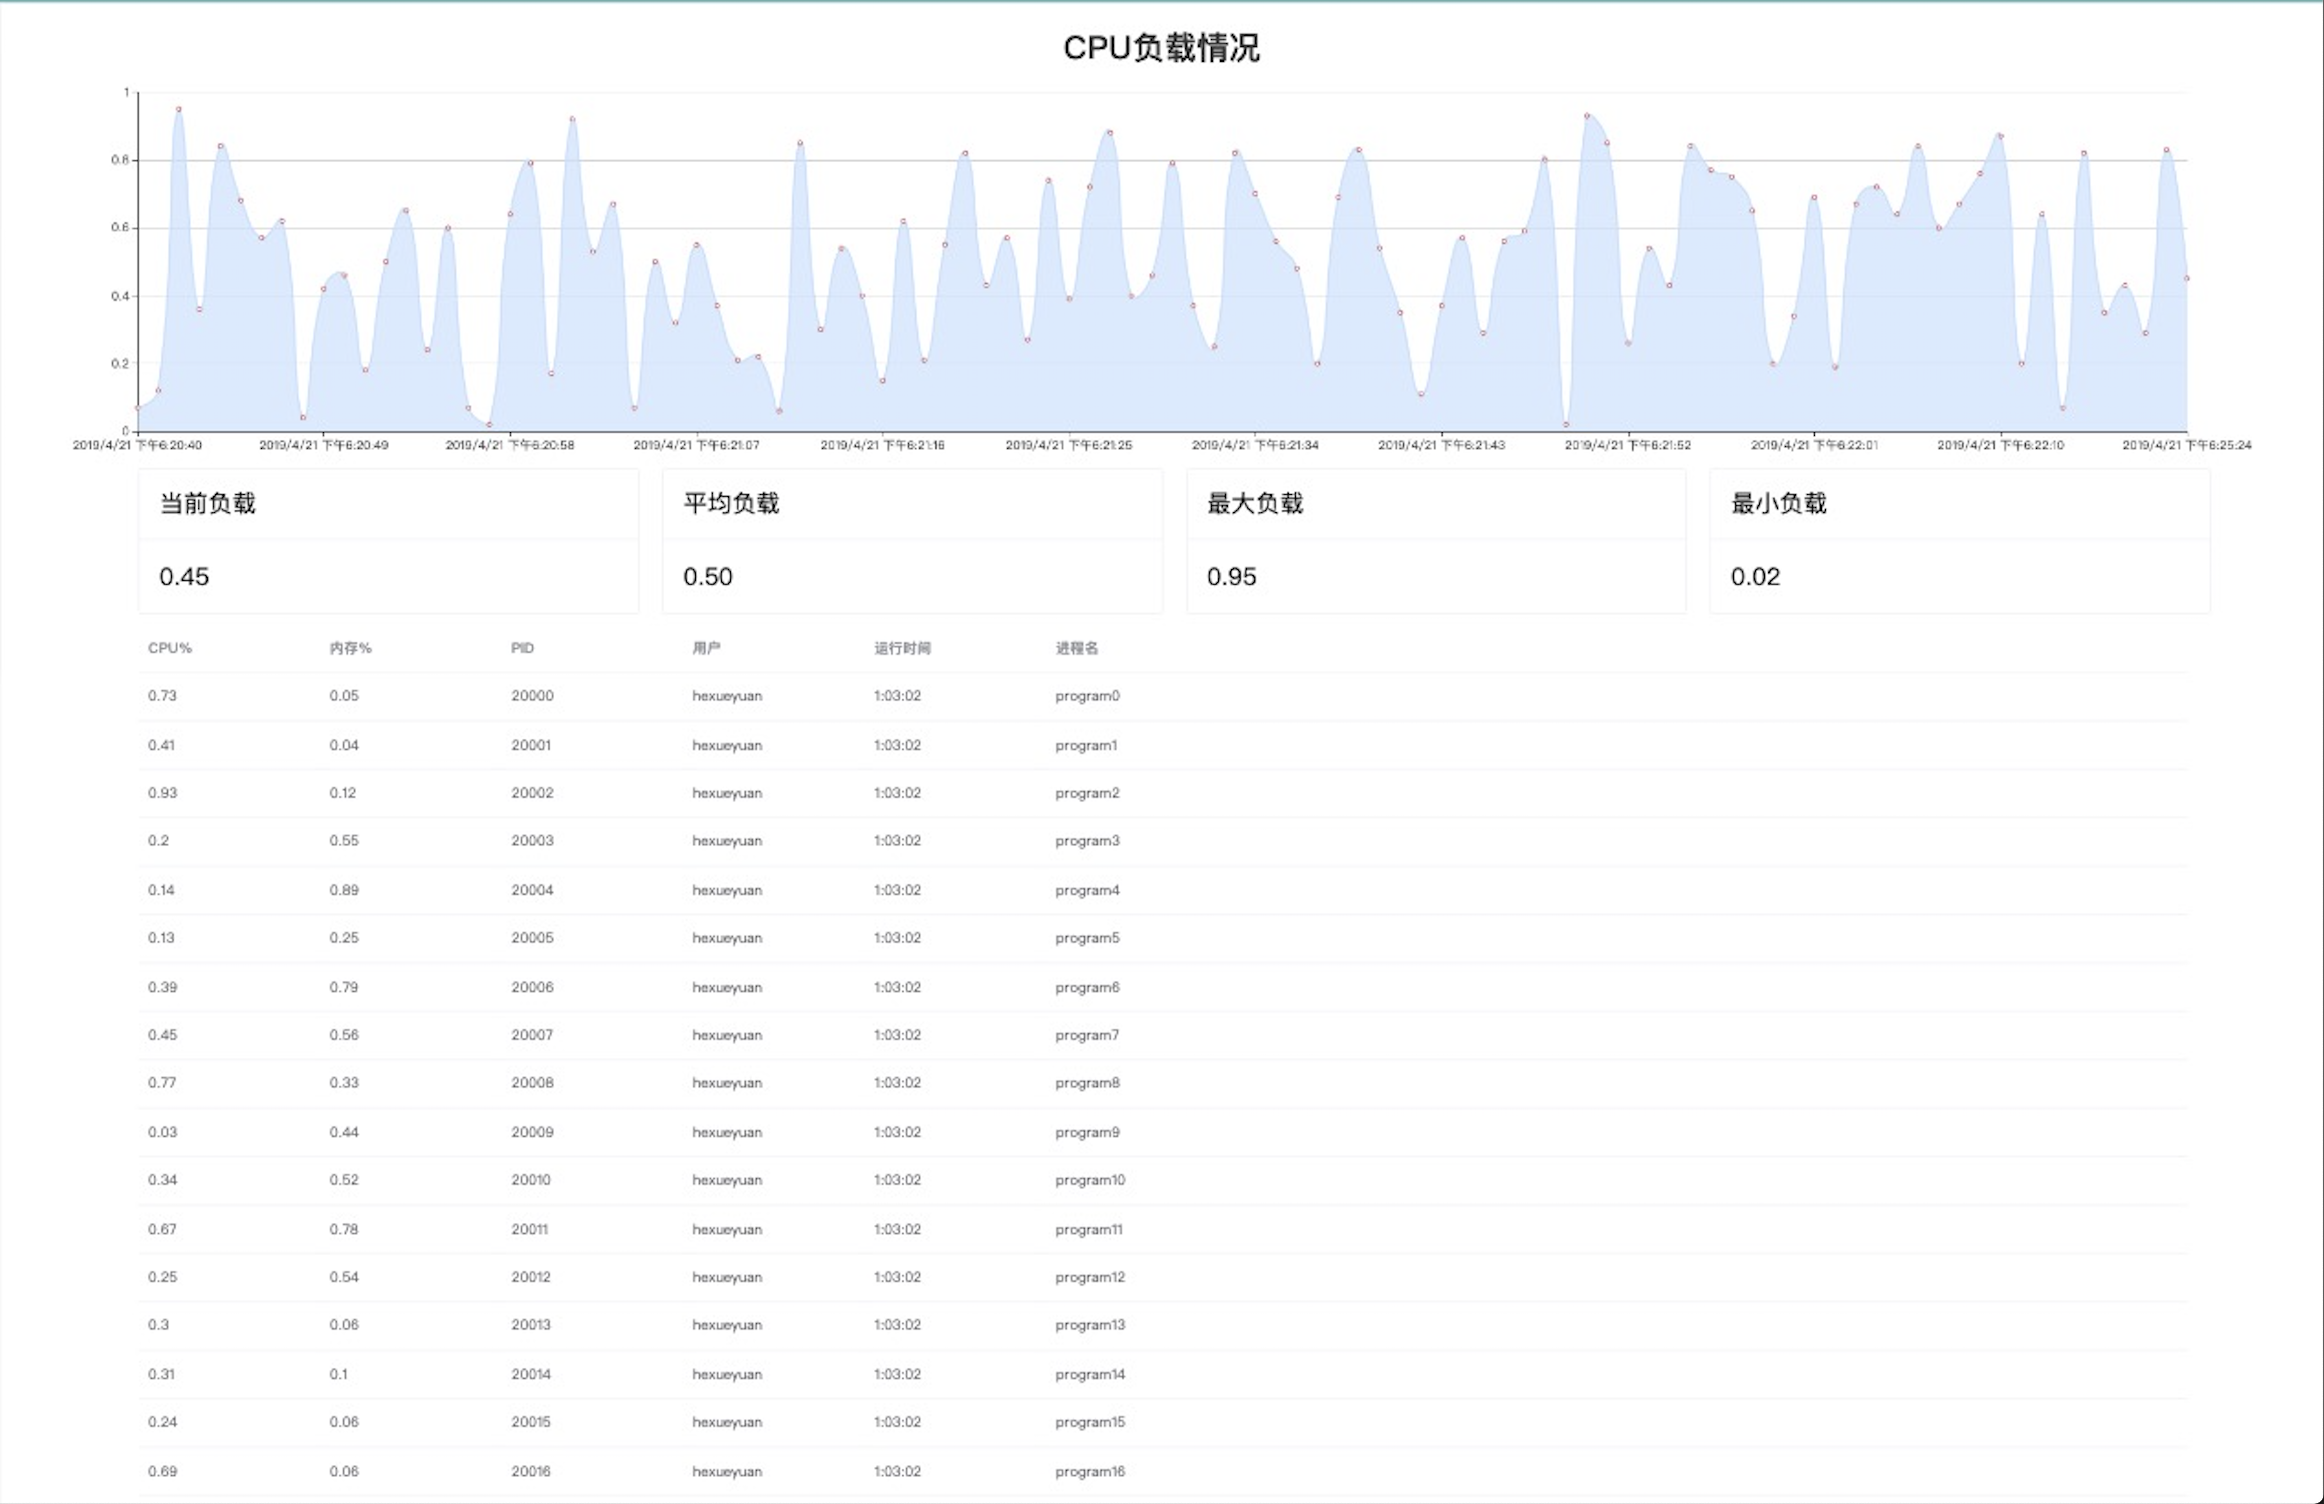 CPU负载情况
1
0.8
0.6
0.4
0.2
0
2019/4/21 下午6:20:40 2019/4/21 下午6:20:49 2019/4/21 下午6:20:58 2019/4/21 下午6:21:07 2019/4/21 下午6:21:16 2019/4/21 下午6:21:25 2019/4/21 下午6:21:34 2019/4/21 下午6:21:43 2019/4/21 下午6:21:52 2019/4/21 下午6:22:01 2019/4/21 下午6:22:10 2019/4/21 下午6:25:24
当前负载 平均负载 最大负载 最小负载
0.45 0.50 0.95 0.02
CPU% 内存% PID 用户 运行时间 进程名
0.73 0.05 20000 hexueyuan 1:03:02 program0
0.41 0.04 20001 hexueyuan 1:03:02 program1
0.93 0.12 20002 hexueyuan 1:03:02 program2
0.2 0.55 20003 hexueyuan 1:03:02 program3
0.14 0.89 20004 hexueyuan 1:03:02 program4
0.13 0.25 20005 hexueyuan 1:03:02 program5
0.39 0.79 20006 hexueyuan 1:03:02 program6
0.45 0.56 20007 hexueyuan 1:03:02 program7
0.77 0.33 20008 hexueyuan 1:03:02 program8
0.03 0.44 20009 hexueyuan 1:03:02 program9
0.34 0.52 20010 hexueyuan 1:03:02 program10
0.67 0.78 20011 hexueyuan 1:03:02 program11
0.25 0.54 20012 hexueyuan 1:03:02 program12
0.3 0.06 20013 hexueyuan 1:03:02 program13
0.31 0.1 20014 hexueyuan 1:03:02 program14
0.24 0.06 20015 hexueyuan 1:03:02 program15
0.69 0.06 20016 hexueyuan 1:03:02 program16